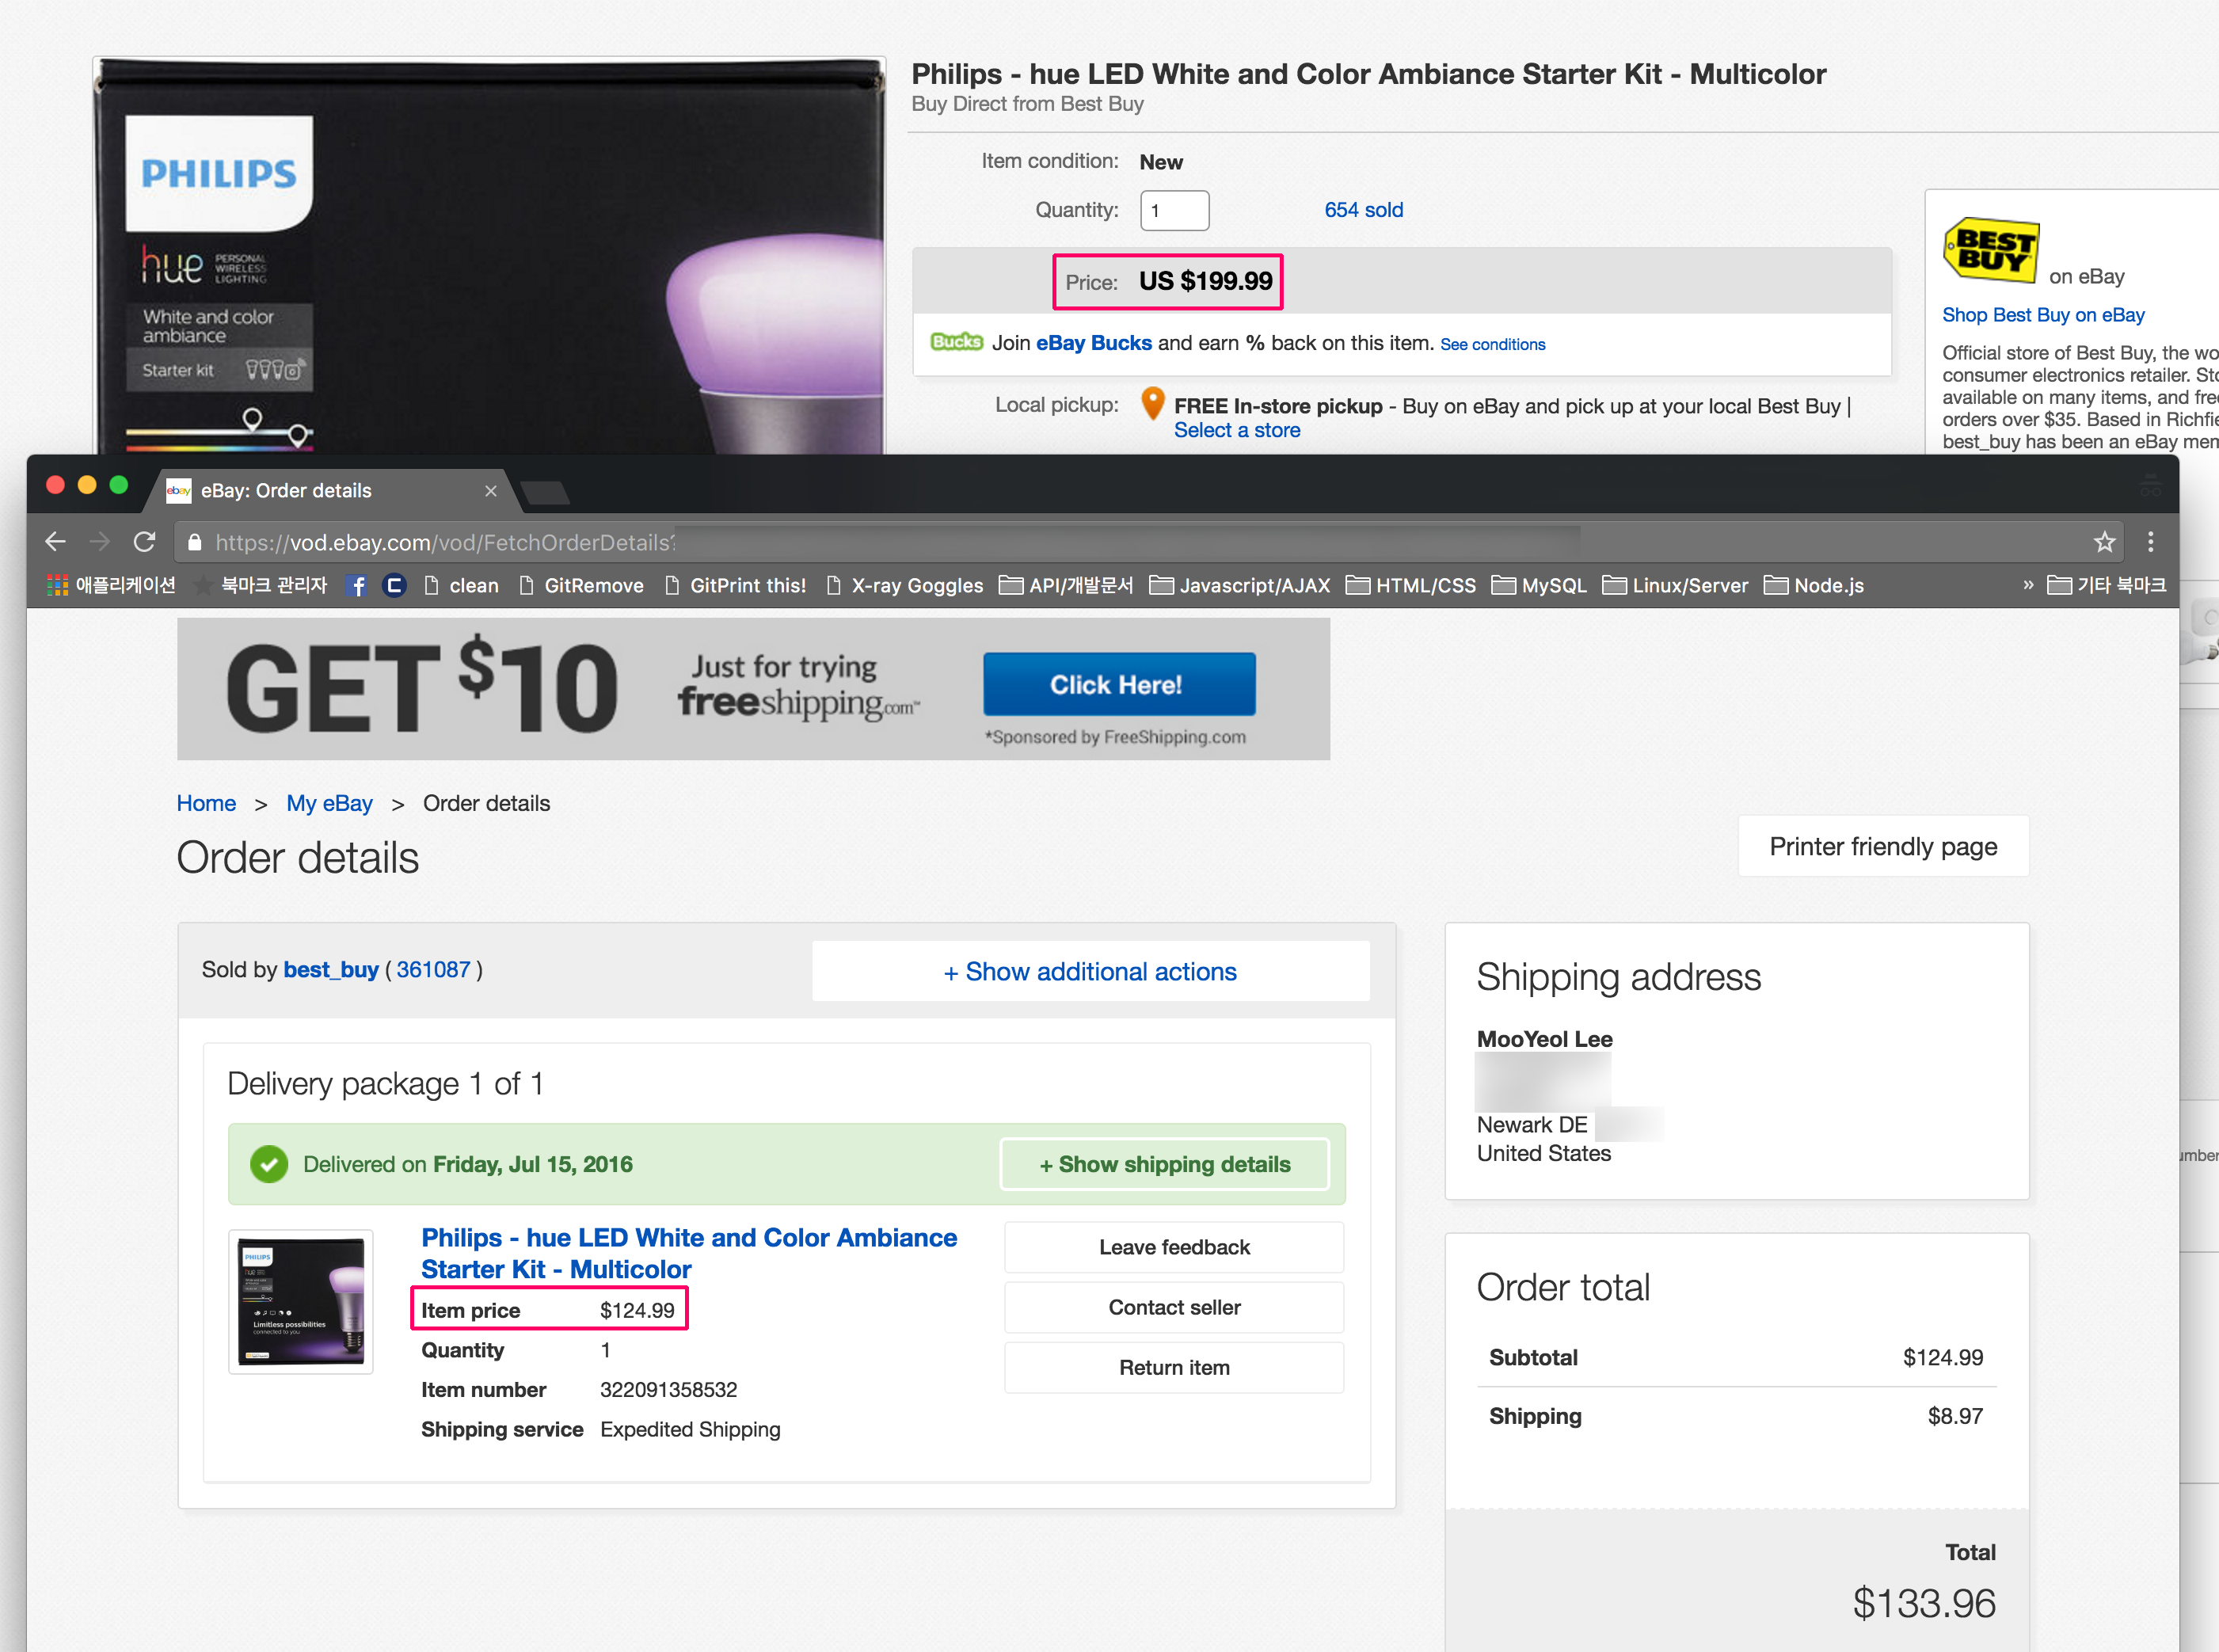 Philips - hue LED White and Color Ambiance Starter Kit - Multicolor
Buy Direct from Best Buy
Item condition: New
Quantity: 1 654 sold
Price: US $199.99
Bucks Join eBay Bucks and earn % back on this item. See conditions
Local pickup: FREE In-store pickup - Buy on eBay and pick up at your local Best Buy |
Select a store
PHILIPS
hue PERSONAL
WIRELESS
LIGHTING
White and color
ambiance
Starter kit
BEST
BUY
on eBay
Shop Best Buy on eBay
Official store of Best Buy, the wo
consumer electronics retailer. Sto
available on many items, and free
orders over $35. Based in Richfie
best_buy has been an eBay mem
ebay eBay: Order details
https://vod.ebay.com/vod/FetchOrderDetails?
애플리케이션 북마크 관리자 clean GitRemove GitPrint this! X-ray Goggles API/개발문서 Javascript/AJAX HTML/CSS MySQL Linux/Server Node.js » 기타 북마크
GET $10
Just for trying
freeshipping.com™
Click Here!
*Sponsored by FreeShipping.com
Home > My eBay > Order details
Order details
Printer friendly page
Sold by best_buy ( 361087 )
+ Show additional actions
Delivery package 1 of 1
Delivered on Friday, Jul 15, 2016
+ Show shipping details
PHILIPS
Limitless possibilities
connected to you
Philips - hue LED White and Color Ambiance
Starter Kit - Multicolor
Item price $124.99
Quantity 1
Item number 322091358532
Shipping service Expedited Shipping
Leave feedback
Contact seller
Return item
Shipping address
MooYeol Lee
Newark DE
United States
Order total
Subtotal $124.99
Shipping $8.97
Total
$133.96
umber